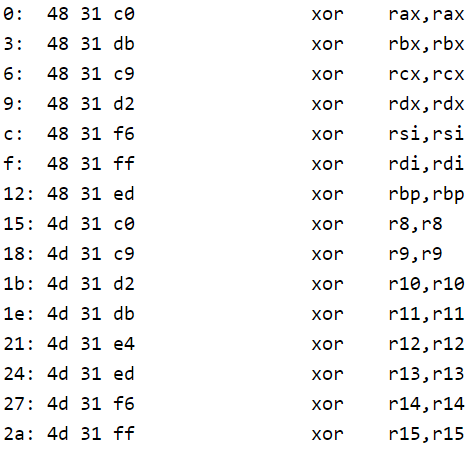 0:  48 31 c0                xor    rax,rax
3:  48 31 db                xor    rbx,rbx
6:  48 31 c9                xor    rcx,rcx
9:  48 31 d2                xor    rdx,rdx
c:  48 31 f6                xor    rsi,rsi
f:  48 31 ff                xor    rdi,rdi
12: 48 31 ed                xor    rbp,rbp
15: 4d 31 c0                xor    r8,r8
18: 4d 31 c9                xor    r9,r9
1b: 4d 31 d2                xor    r10,r10
1e: 4d 31 db                xor    r11,r11
21: 4d 31 e4                xor    r12,r12
24: 4d 31 ed                xor    r13,r13
27: 4d 31 f6                xor    r14,r14
2a: 4d 31 ff                xor    r15,r15